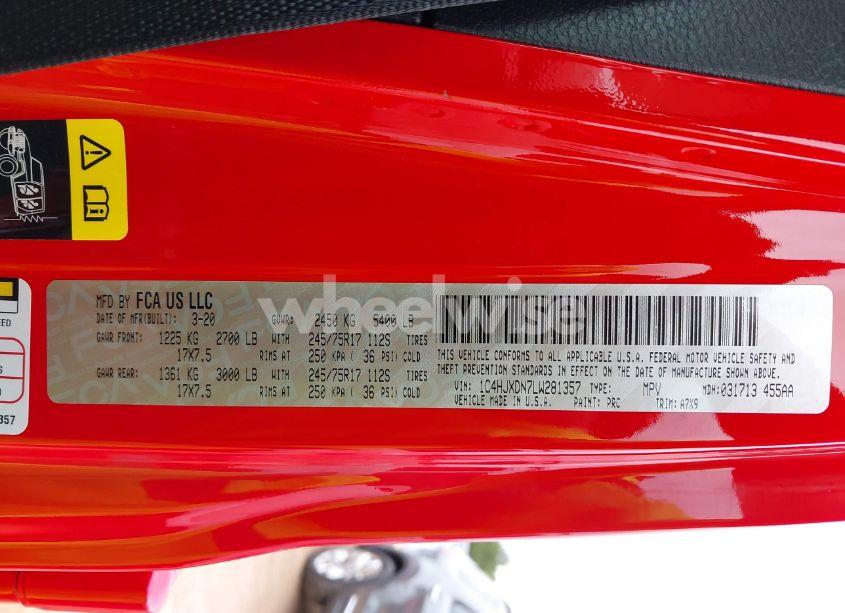 MFD BY FCA US LLC
DATE OF MFR(BUILT): 3-20 GVWR: 2450 KG 5400 LB
GAWR FRONT: 1225 KG 2700 LB WITH 245/75R17 112S TIRES
17X7.5 RIMS AT 250 KPA ( 36 PSI) COLD
GAWR REAR: 1361 KG 3000 LB WITH 245/75R17 112S TIRES
17X7.5 RIMS AT 250 KPA ( 36 PSI) COLD
THIS VEHICLE CONFORMS TO ALL APPLICABLE U.S.A. FEDERAL MOTOR VEHICLE SAFETY AND
THEFT PREVENTION STANDARDS IN EFFECT ON THE DATE OF MANUFACTURE SHOWN ABOVE.
VIN: 1C4HJXDN7LW281357 TYPE: MPV MDH: 031713 455AA
VEHICLE MADE IN U.S.A. PAINT: PRC TRIM: A7X9
wheelwise
EED
357